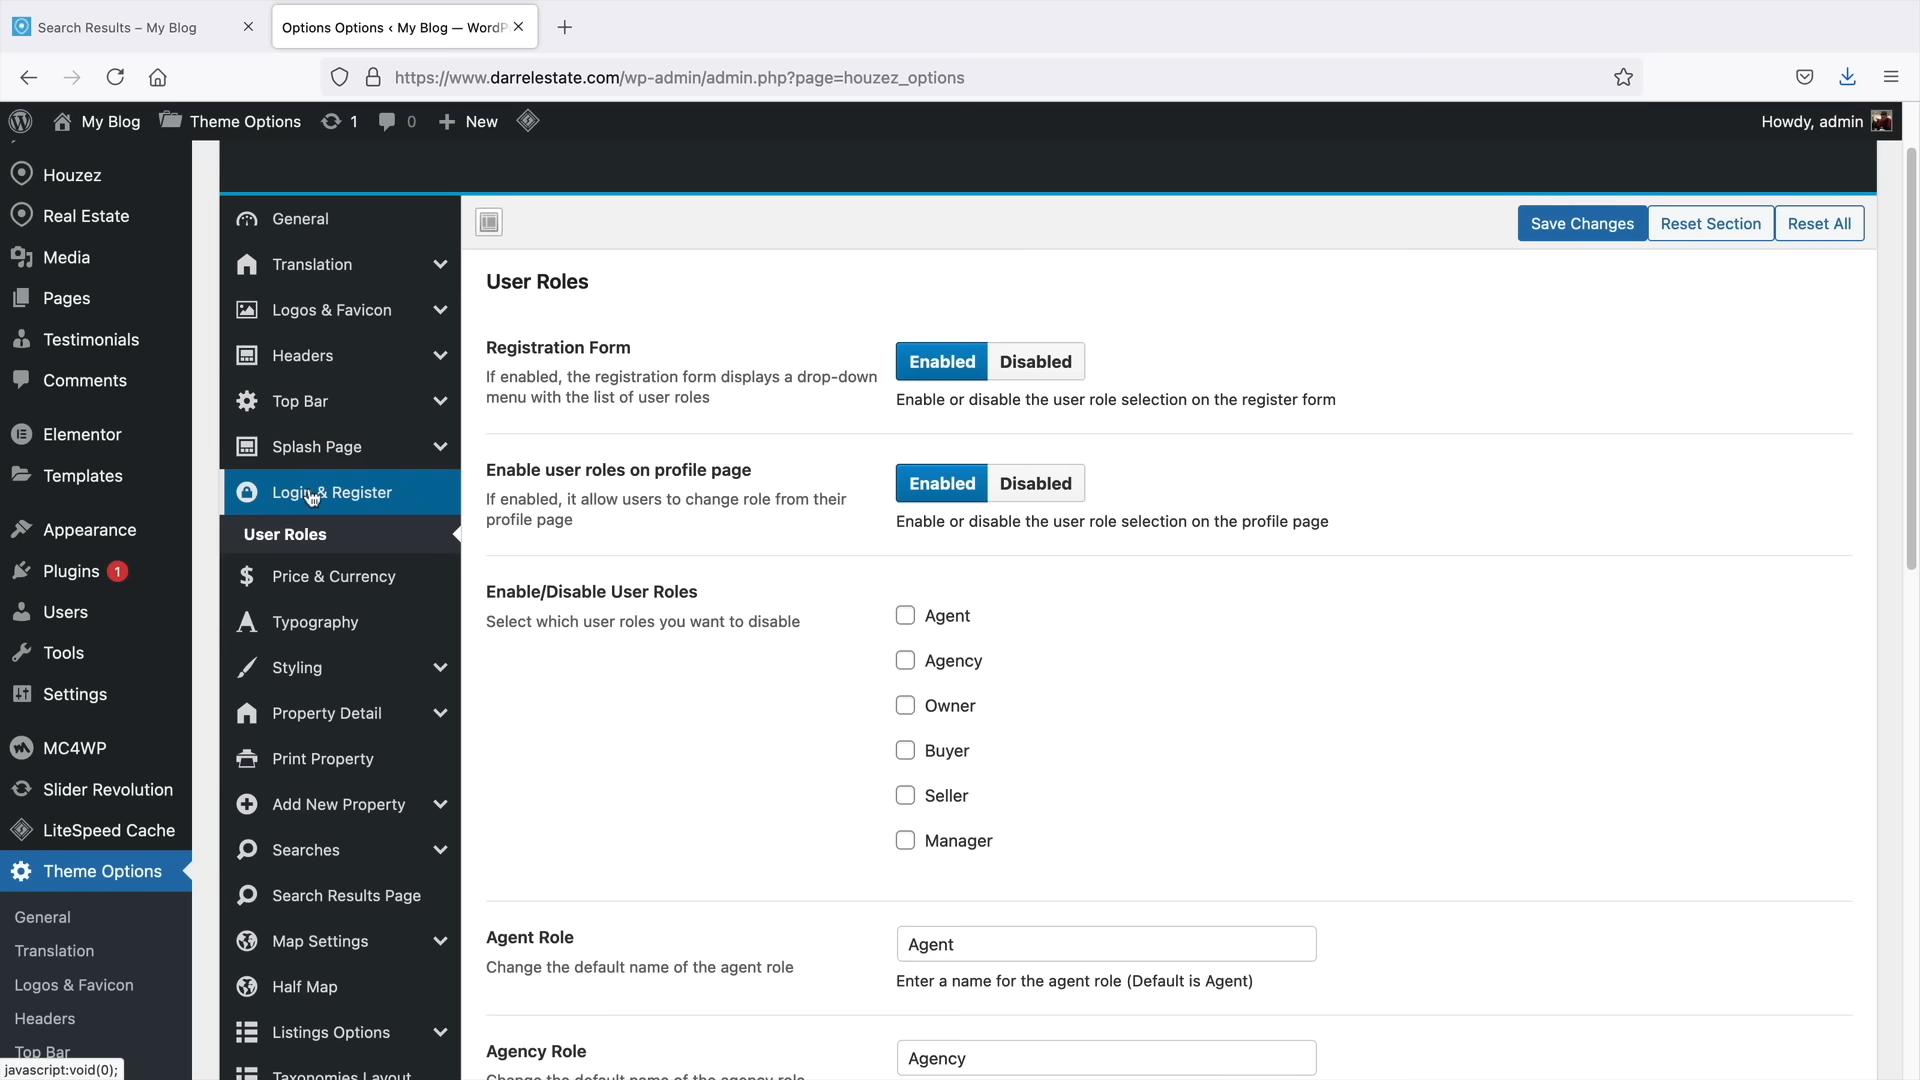 Search Results – My Blog
Options Options ‹ My Blog — WordP
https://www.darrelestate.com/wp-admin/admin.php?page=houzez_options
My Blog
Theme Options
1
0
New
Howdy, admin
Houzez
Real Estate
Media
Pages
Testimonials
Comments
Elementor
Templates
Appearance
Plugins 1
Users
Tools
Settings
MC4WP
Slider Revolution
LiteSpeed Cache
Theme Options
General
Translation
Logos & Favicon
Headers
Top Bar
javascript:void(0);
General
Translation
Logos & Favicon
Headers
Top Bar
Splash Page
Login & Register
User Roles
Price & Currency
Typography
Styling
Property Detail
Print Property
Add New Property
Searches
Search Results Page
Map Settings
Half Map
Listings Options
Taxonomies Layout
Save Changes
Reset Section
Reset All
User Roles
Registration Form
If enabled, the registration form displays a drop-down
menu with the list of user roles
Enabled
Disabled
Enable or disable the user role selection on the register form
Enable user roles on profile page
If enabled, it allow users to change role from their
profile page
Enabled
Disabled
Enable or disable the user role selection on the profile page
Enable/Disable User Roles
Select which user roles you want to disable
Agent
Agency
Owner
Buyer
Seller
Manager
Agent Role
Change the default name of the agent role
Agent
Enter a name for the agent role (Default is Agent)
Agency Role
Change the default name of the agency role
Agency